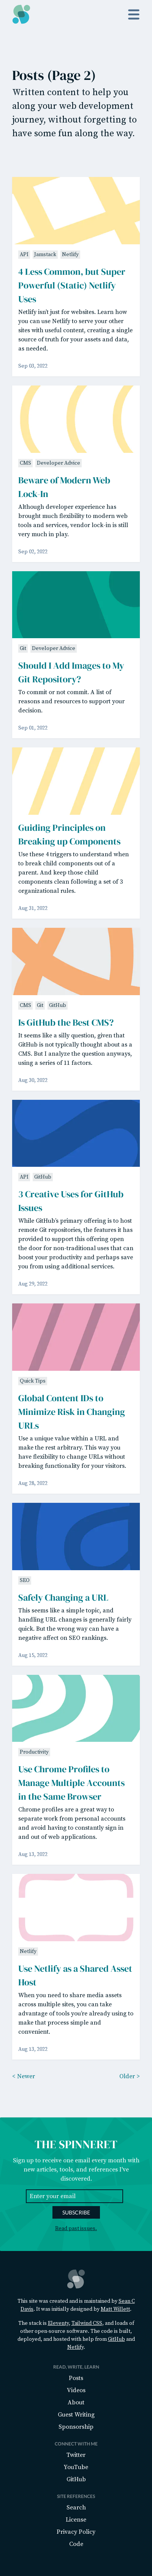 Posts (Page 2)
Written content to help you
along your web development
journey, without forgetting to
have some fun along the way.
API Jamstack Netlify
4 Less Common, but Super
Powerful (Static) Netlify
Uses
Netlify isn't just for websites. Learn how
you can use Netlify to serve your other
sites with useful content, creating a single
source of truth for your assets and data,
as needed.
Sep 03, 2022
CMS Developer Advice
Beware of Modern Web
Lock-In
Although developer experience has
brought much flexibility to modern web
tools and services, vendor lock-in is still
very much in play.
Sep 02, 2022
Git Developer Advice
Should I Add Images to My
Git Repository?
To commit or not commit. A list of
reasons and resources to support your
decision.
Sep 01, 2022
Guiding Principles on
Breaking up Components
Use these 4 triggers to understand when
to break child components out of a
parent. And keep those child
components clean following a set of 3
organizational rules.
Aug 31, 2022
CMS Git GitHub
Is GitHub the Best CMS?
It seems like a silly question, given that
GitHub is not typically thought about as a
CMS. But I analyze the question anyways,
using a series of 11 factors.
Aug 30, 2022
API GitHub
3 Creative Uses for GitHub
Issues
While GitHub's primary offering is to host
remote Git repositories, the features it has
provided to support this offering open
the door for non-traditional uses that can
boost your productivity and perhaps save
you from using additional services.
Aug 29, 2022
Quick Tips
Global Content IDs to
Minimize Risk in Changing
URLs
Use a unique value within a URL and
make the rest arbitrary. This way you
have flexibility to change URLs without
breaking functionality for your visitors.
Aug 28, 2022
SEO
Safely Changing a URL
This seems like a simple topic, and
handling URL changes is generally fairly
quick. But the wrong way can have a
negative affect on SEO rankings.
Aug 15, 2022
Productivity
Use Chrome Profiles to
Manage Multiple Accounts
in the Same Browser
Chrome profiles are a great way to
separate work from personal accounts
and avoid having to constantly sign in
and out of web applications.
Aug 13, 2022
Netlify
Use Netlify as a Shared Asset
Host
When you need to share media assets
across multiple sites, you can take
advantage of tools you're already using to
make that process simple and
convenient.
Aug 13, 2022
< Newer Older >
THE SPINNERET
Sign up to receive one email every month with
new articles, tools, and references I've
discovered.
Enter your email
SUBSCRIBE
Read past issues.
This site was created and is maintained by Sean C
Davis. It was initially designed by Matt Willett.
The stack is Eleventy, Tailwind CSS, and loads of
other open-source software. The code is built,
deployed, and hosted with help from GitHub and
Netlify.
READ, WRITE, LEARN
Posts
Videos
About
Guest Writing
Sponsorship
CONNECT WITH ME
Twitter
YouTube
GitHub
SITE REFERENCES
Search
License
Privacy Policy
Code